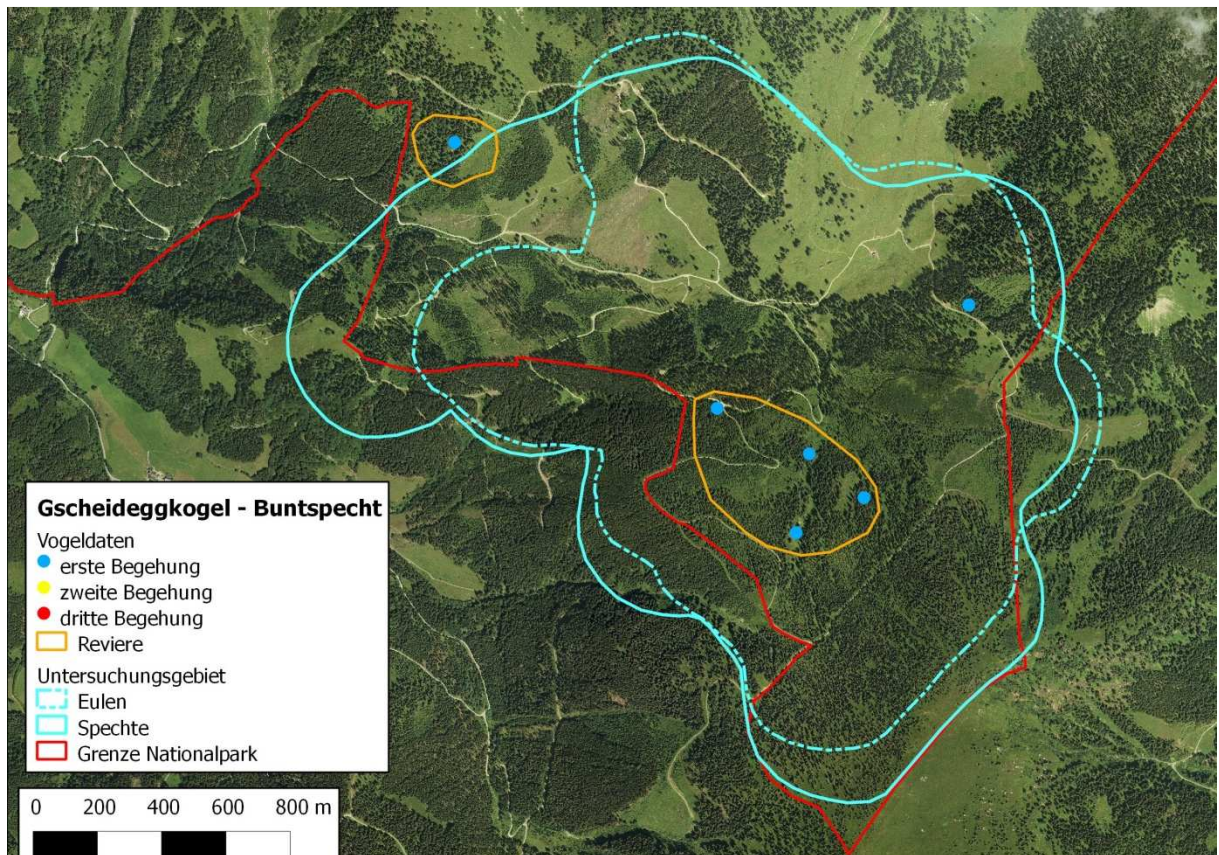 Gscheideggkogel - Buntspecht
Vogeldaten
erste Begehung
zweite Begehung
dritte Begehung
Reviere
Untersuchungsgebiet
Eulen
Spechte
Grenze Nationalpark
0 200 400 600 800 m